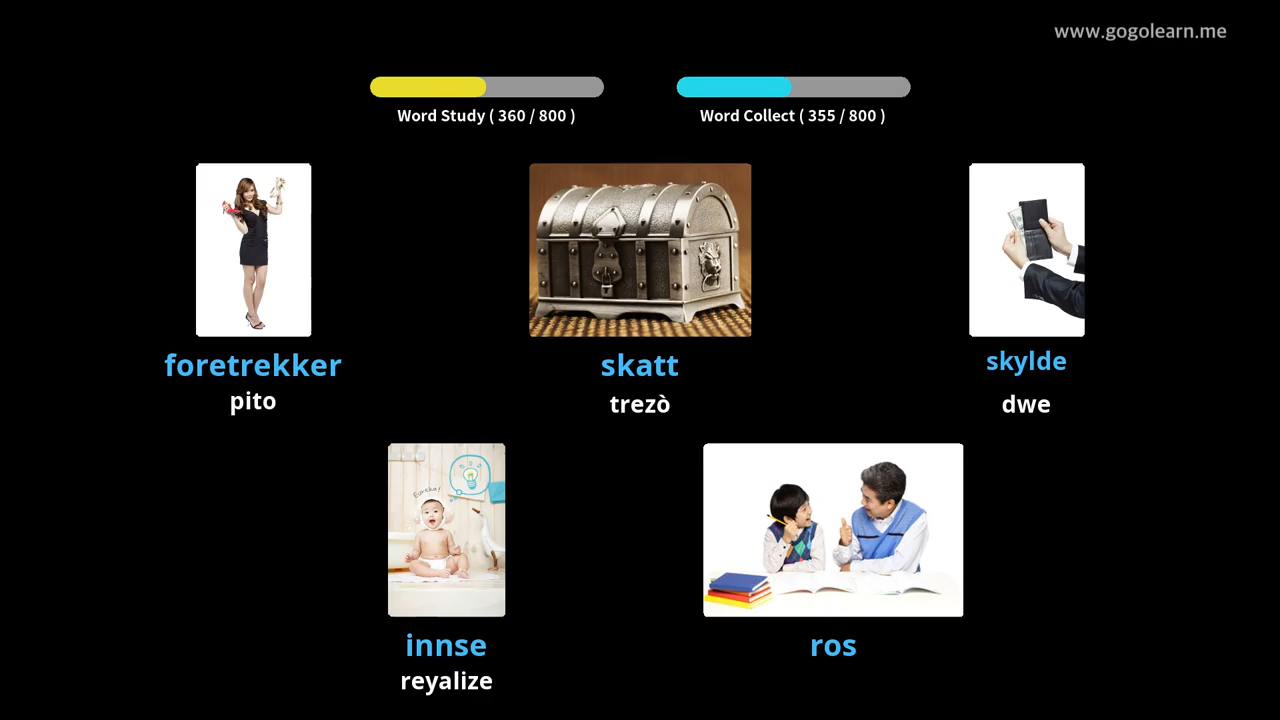 www.gogolearn.me
Word Study ( 360 / 800 )
Word Collect ( 355 / 800 )
foretrekker
pito
skatt
trezò
skylde
dwe
Eureka!
innse
reyalize
ros